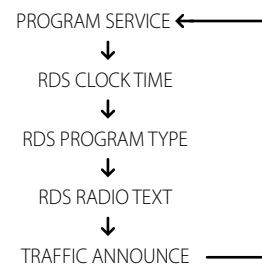 PROGRAM SERVICE
RDS CLOCK TIME
RDS PROGRAM TYPE
RDS RADIO TEXT
TRAFFIC ANNOUNCE